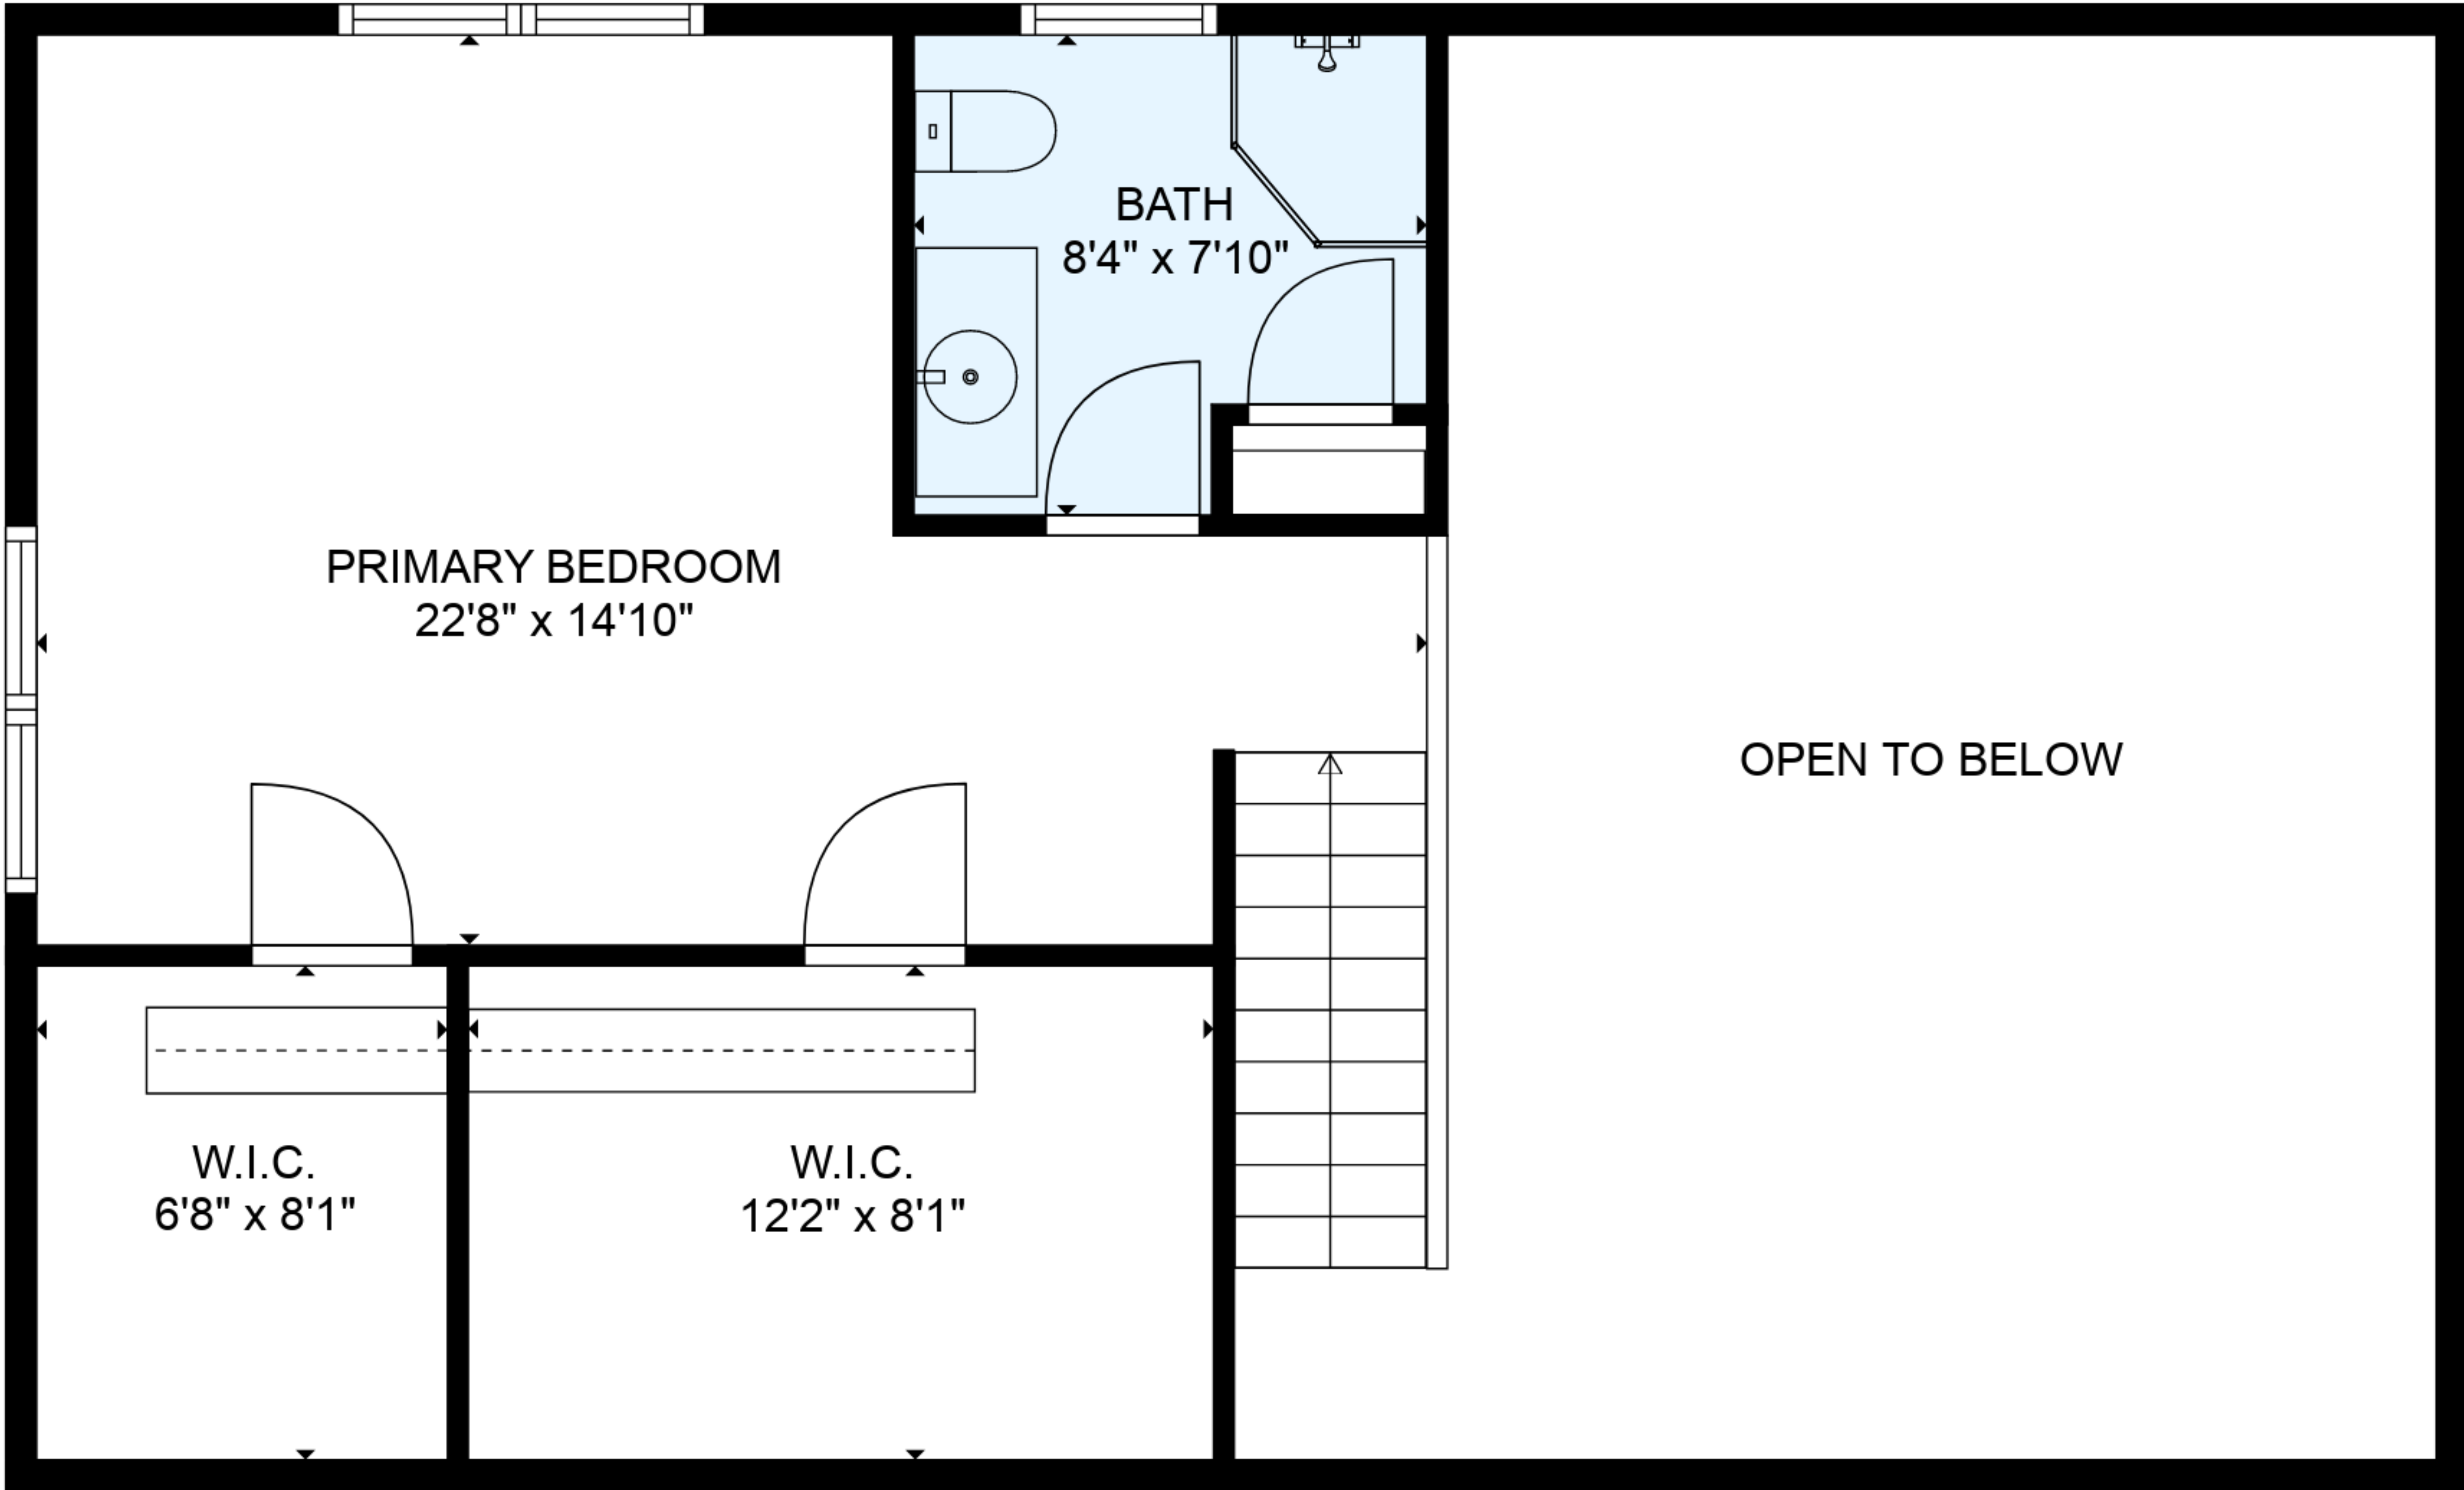 BATH
8'4" x 7'10"
PRIMARY BEDROOM
22'8" x 14'10"
OPEN TO BELOW
W.I.C.
6'8" x 8'1"
W.I.C.
12'2" x 8'1"